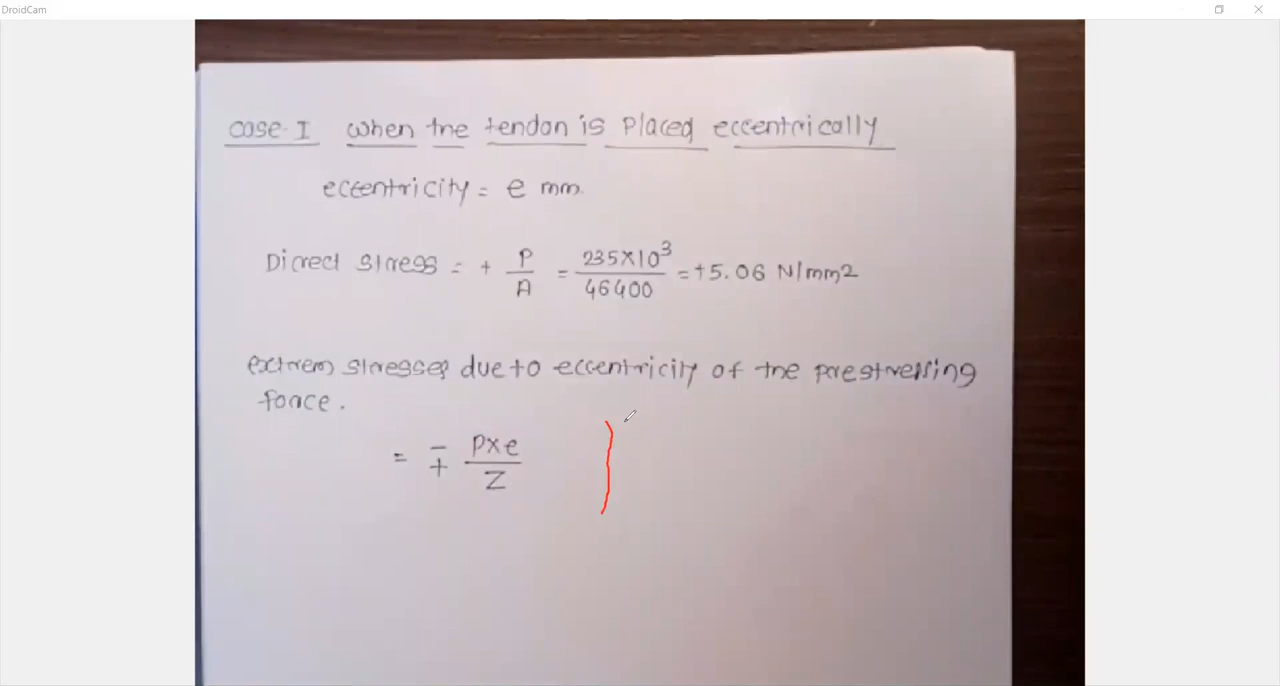 DroidCam
Case-I When the tendon is placed eccentrically
eccentricity = e mm.
Direct stress = + P/A = 235×10³/46400 = +5.06 N/mm2
extrem stresses due to eccentricity of the prestressing
force.
= ∓ P×e/Z